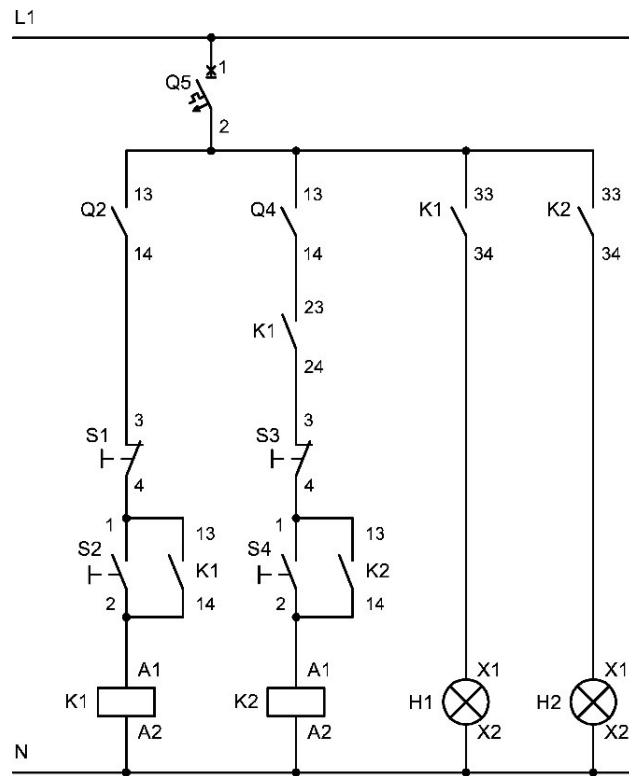 L1
1
Q5
2
13 13 33 33
Q2 Q4 K1 K2
14 14 34 34
23
K1
24
3 3
S1 S3
4 4
1 13 1 13
S2 K1 S4 K2
2 14 2 14
A1 A1 X1 X1
K1 K2 H1 H2
A2 A2 X2 X2
N